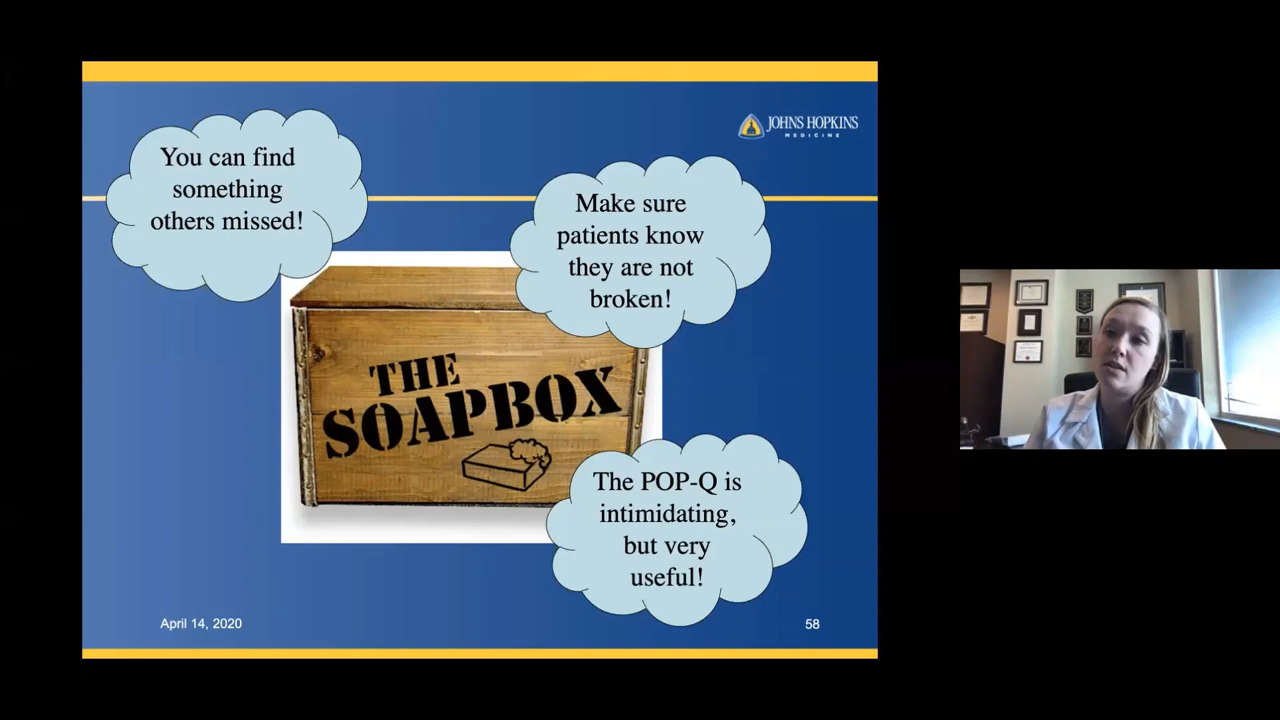 You can find
something
others missed!
JOHNS HOPKINS
MEDICINE
Make sure
patients know
they are not
broken!
THE
SOAPBOX
The POP-Q is
intimidating,
but very
useful!
April 14, 2020
58